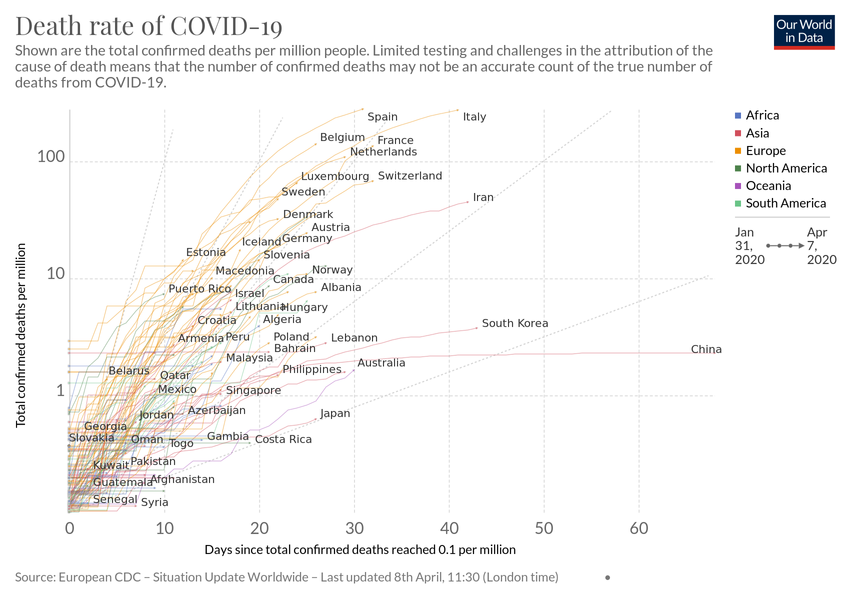 Death rate of COVID-19
Our World
in Data
Shown are the total confirmed deaths per million people. Limited testing and challenges in the attribution of the
cause of death means that the number of confirmed deaths may not be an accurate count of the true number of
deaths from COVID-19.
Spain
Italy
Belgium
France
Netherlands
Luxembourg
Switzerland
Sweden
Iran
Denmark
Austria
Iceland
Germany
Estonia
Slovenia
Macedonia
Norway
Canada
Puerto Rico
Israel
Albania
Lithuania
Hungary
Croatia
Algeria
South Korea
Armenia
Peru
Poland
Lebanon
Bahrain
China
Malaysia
Australia
Belarus
Qatar
Philippines
Mexico
Singapore
Jordan
Azerbaijan
Japan
Georgia
Slovakia
Oman
Togo
Gambia
Costa Rica
Kuwait
Pakistan
Guatemala
Afghanistan
Senegal
Syria
100
10
1
Total confirmed deaths per million
0
10
20
30
40
50
60
Days since total confirmed deaths reached 0.1 per million
Africa
Asia
Europe
North America
Oceania
South America
Jan
31,
2020
Apr
7,
2020
Source: European CDC – Situation Update Worldwide – Last updated 8th April, 11:30 (London time)